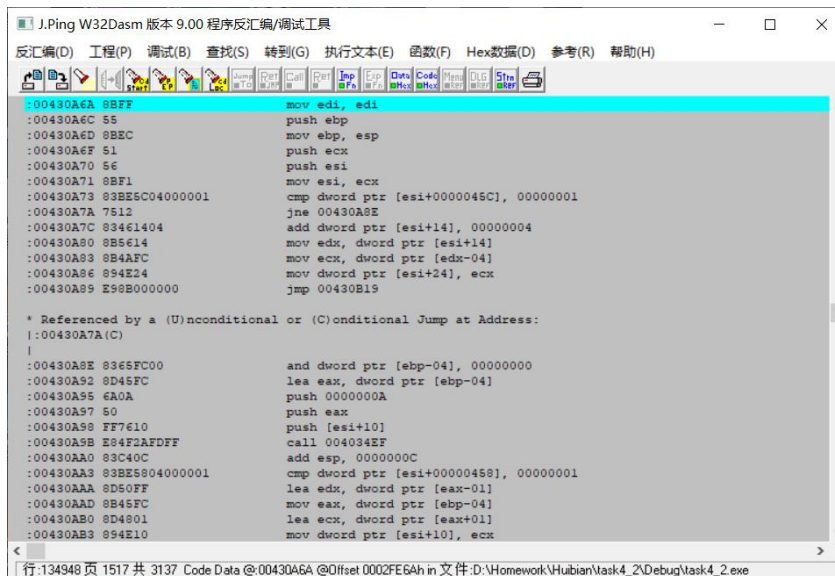 J.Ping W32Dasm 版本 9.00 程序反汇编/调试工具
反汇编(D) 工程(P) 调试(B) 查找(S) 转到(G) 执行文本(E) 函数(F) Hex数据(D) 参考(R) 帮助(H)
:00430A6A 8BFF mov edi, edi
:00430A6C 55 push ebp
:00430A6D 8BEC mov ebp, esp
:00430A6F 51 push ecx
:00430A70 56 push esi
:00430A71 8BF1 mov esi, ecx
:00430A73 83BE5C04000001 cmp dword ptr [esi+0000045C], 00000001
:00430A7A 7512 jne 00430A8E
:00430A7C 83461404 add dword ptr [esi+14], 00000004
:00430A80 8B5614 mov edx, dword ptr [esi+14]
:00430A83 8B4AFC mov ecx, dword ptr [edx-04]
:00430A86 894E24 mov dword ptr [esi+24], ecx
:00430A89 E98B000000 jmp 00430B19
* Referenced by a (U)nconditional or (C)onditional Jump at Address:
|:00430A7A(C)
|
:00430A8E 8365FC00 and dword ptr [ebp-04], 00000000
:00430A92 8D45FC lea eax, dword ptr [ebp-04]
:00430A95 6A0A push 0000000A
:00430A97 50 push eax
:00430A98 FF7610 push [esi+10]
:00430A9B E84F2AFDFF call 004034EF
:00430AA0 83C40C add esp, 0000000C
:00430AA3 83BE5804000001 cmp dword ptr [esi+00000458], 00000001
:00430AAA 8D50FF lea edx, dword ptr [eax-01]
:00430AAD 8B45FC mov eax, dword ptr [ebp-04]
:00430AB0 8D4801 lea ecx, dword ptr [eax+01]
:00430AB3 894E10 mov dword ptr [esi+10], ecx
行:134948 页 1517 共 3137 Code Data @:00430A6A @Offset 0002FE6Ah in 文件:D:\Homework\Huibian\task4_2\Debug\task4_2.exe